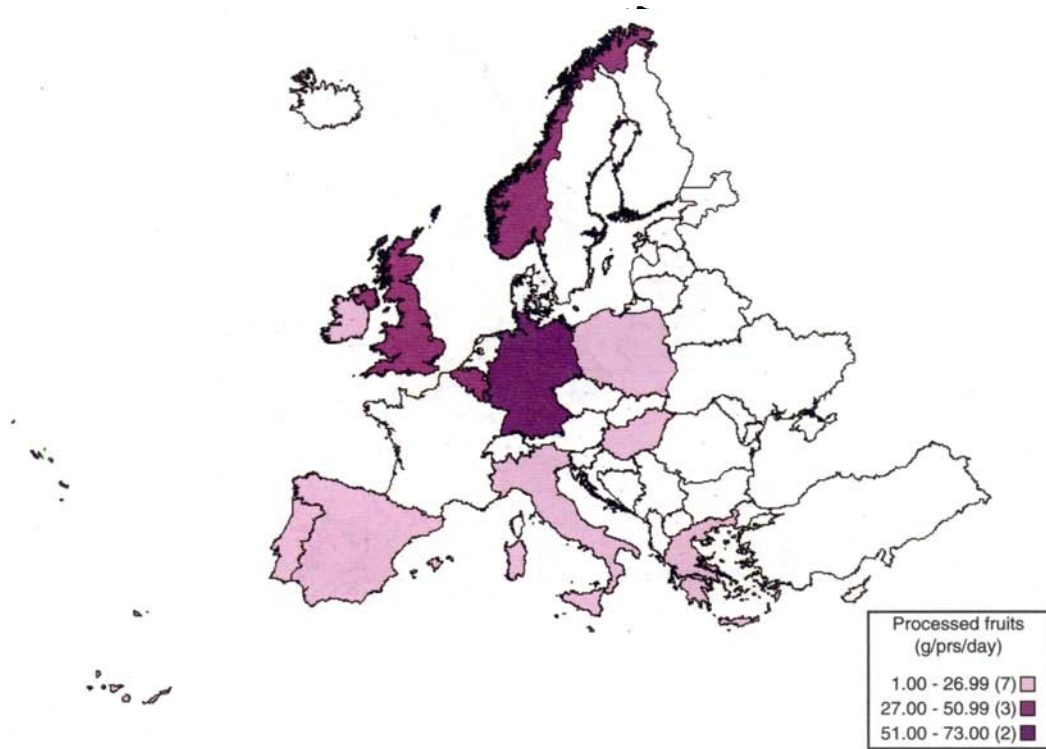 Processed fruits
(g/prs/day)
1.00 - 26.99 (7)
27.00 - 50.99 (3)
51.00 - 73.00 (2)